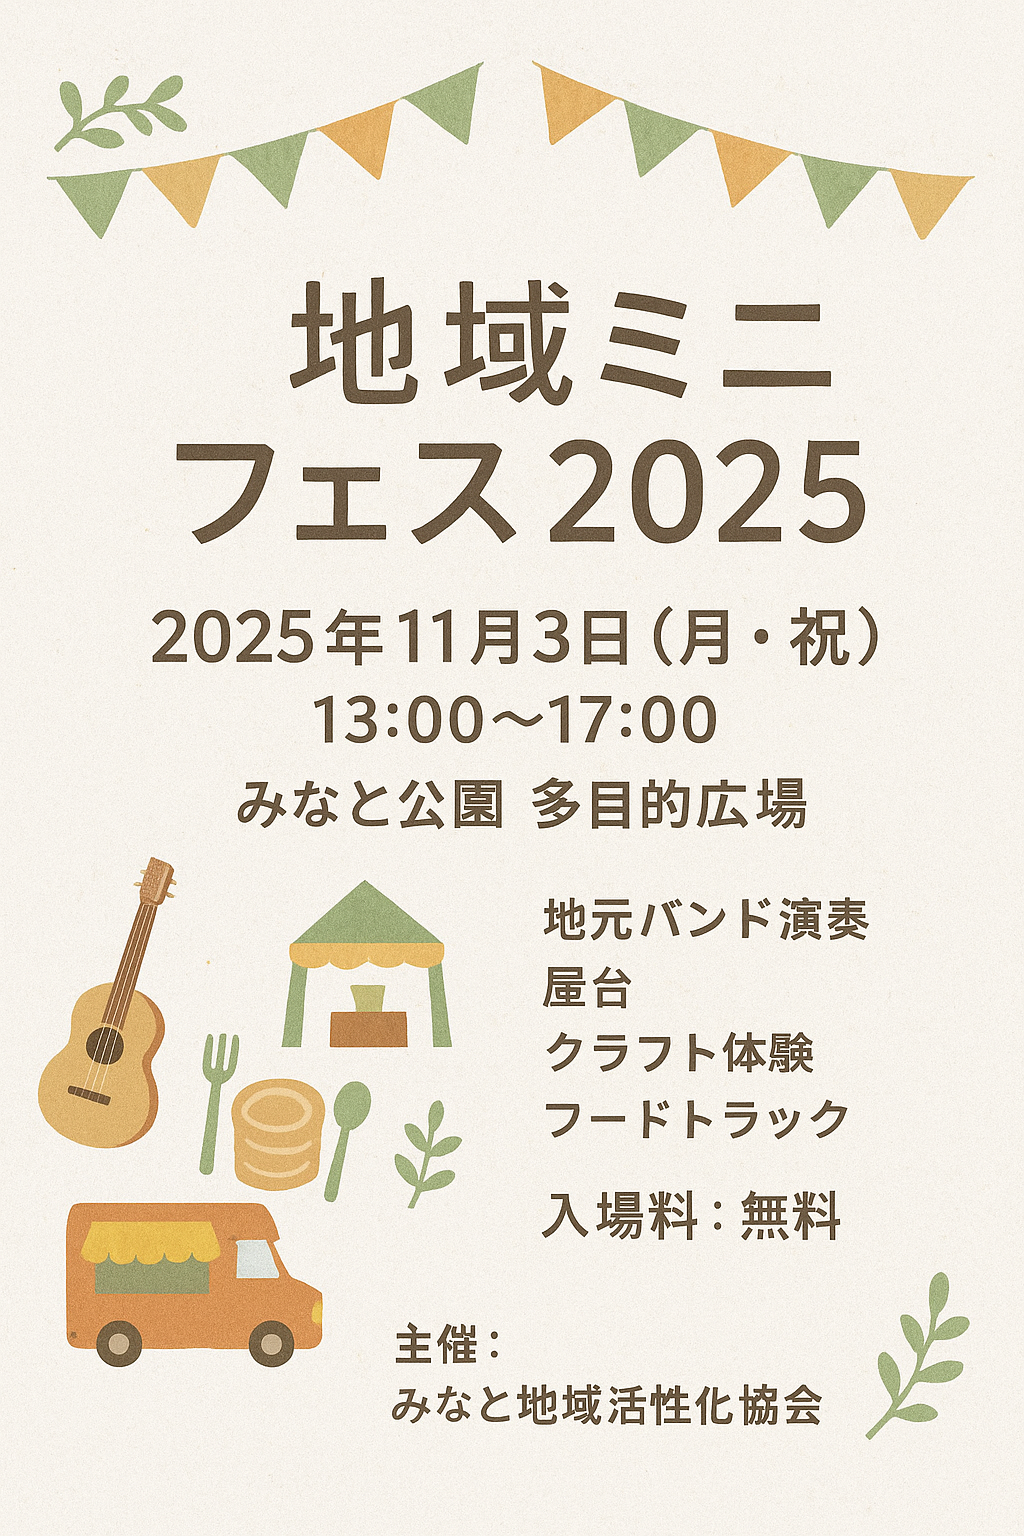 地域ミニ
フェス2025
2025年11月3日(月・祝)
13:00〜17:00
みなと公園 多目的広場
地元バンド演奏
屋台
クラフト体験
フードトラック
入場料:無料
主催:
みなと地域活性化協会